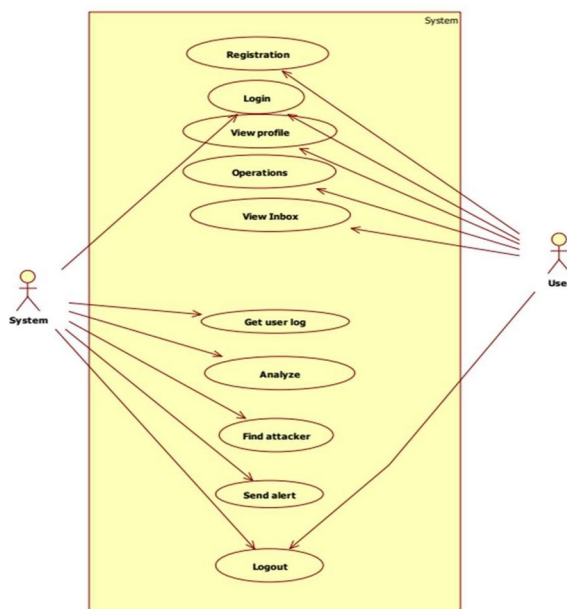 System
Registration
Login
View profile
Operations
View Inbox
System
Use
Get user log
Analyze
Find attacker
Send alert
Logout